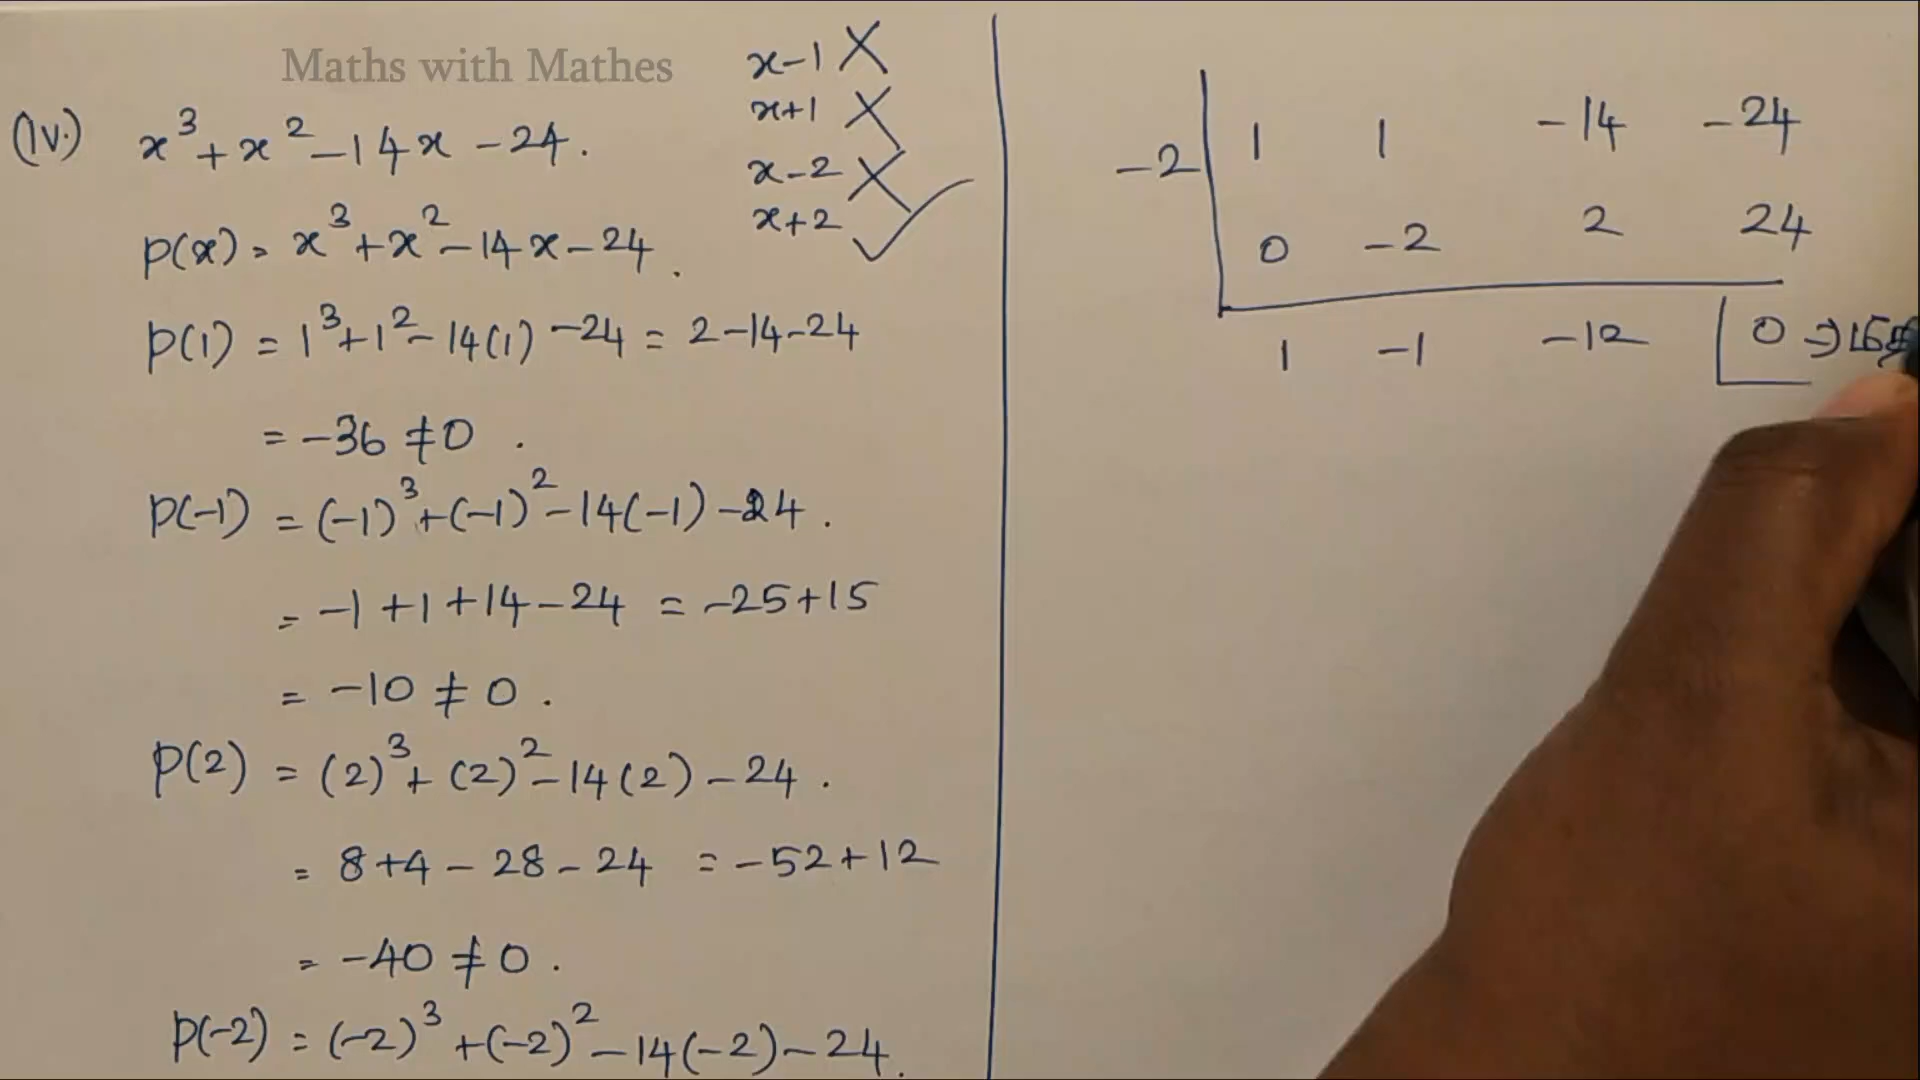 Maths with Mathes
(iv.) x³+x²-14x-24.
x-1 X
x+1 X
x-2 X
x+2 ✓
p(x) = x³+x²-14x-24.
p(1) = 1³+1²-14(1)-24 = 2-14-24
= -36 ≠0.
p(-1) = (-1)³+(-1)²-14(-1)-24.
= -1+1+14-24 = -25+15
= -10 ≠ 0.
p(2) = (2)³+(2)²-14(2)-24.
= 8+4-28-24 = -52+12
= -40 ≠ 0.
p(-2) = (-2)³+(-2)²-14(-2)-24.
-2 | 1 1 -14 -24
0 -2 2 24
1 -1 -12 0 ⇒